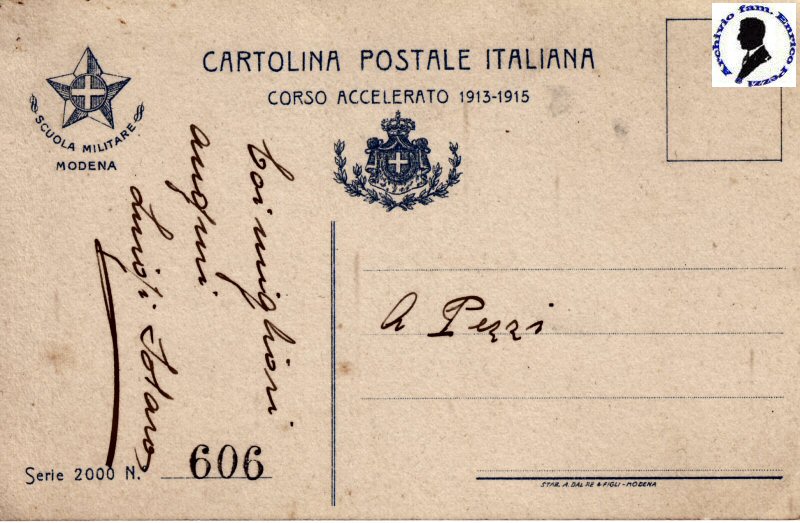 Archivio fam. Enrico Pezzi
CARTOLINA POSTALE ITALIANA
CORSO ACCELERATO 1913-1915
SCUOLA MILITARE
MODENA
Coi migliori
auguri
Luigi Totaro
A Pezzi
Serie 2000 N. 606
STAB. A. DAL RE & FIGLI - MODENA